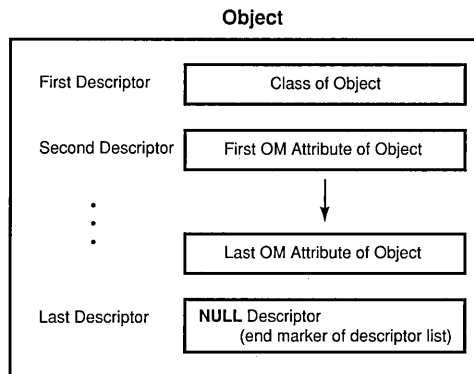 Object
First Descriptor
Class of Object
Second Descriptor
First OM Attribute of Object
Last OM Attribute of Object
Last Descriptor
NULL Descriptor
(end marker of descriptor list)